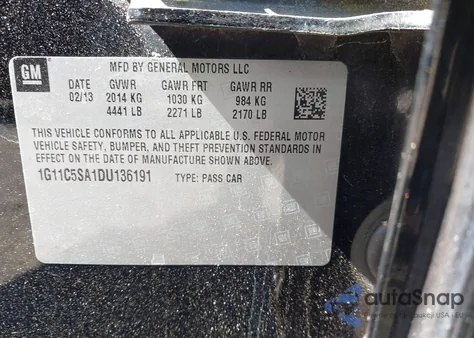 GM
MFD BY GENERAL MOTORS LLC
DATE GVWR GAWR FRT GAWR RR
02/13 2014 KG 1030 KG 984 KG
4441 LB 2271 LB 2170 LB
THIS VEHICLE CONFORMS TO ALL APPLICABLE U.S. FEDERAL MOTOR
VEHICLE SAFETY, BUMPER, AND THEFT PREVENTION STANDARDS IN
EFFECT ON THE DATE OF MANUFACTURE SHOWN ABOVE.
1G11C5SA1DU136191 TYPE: PASS CAR
autoSnap
USA i EU